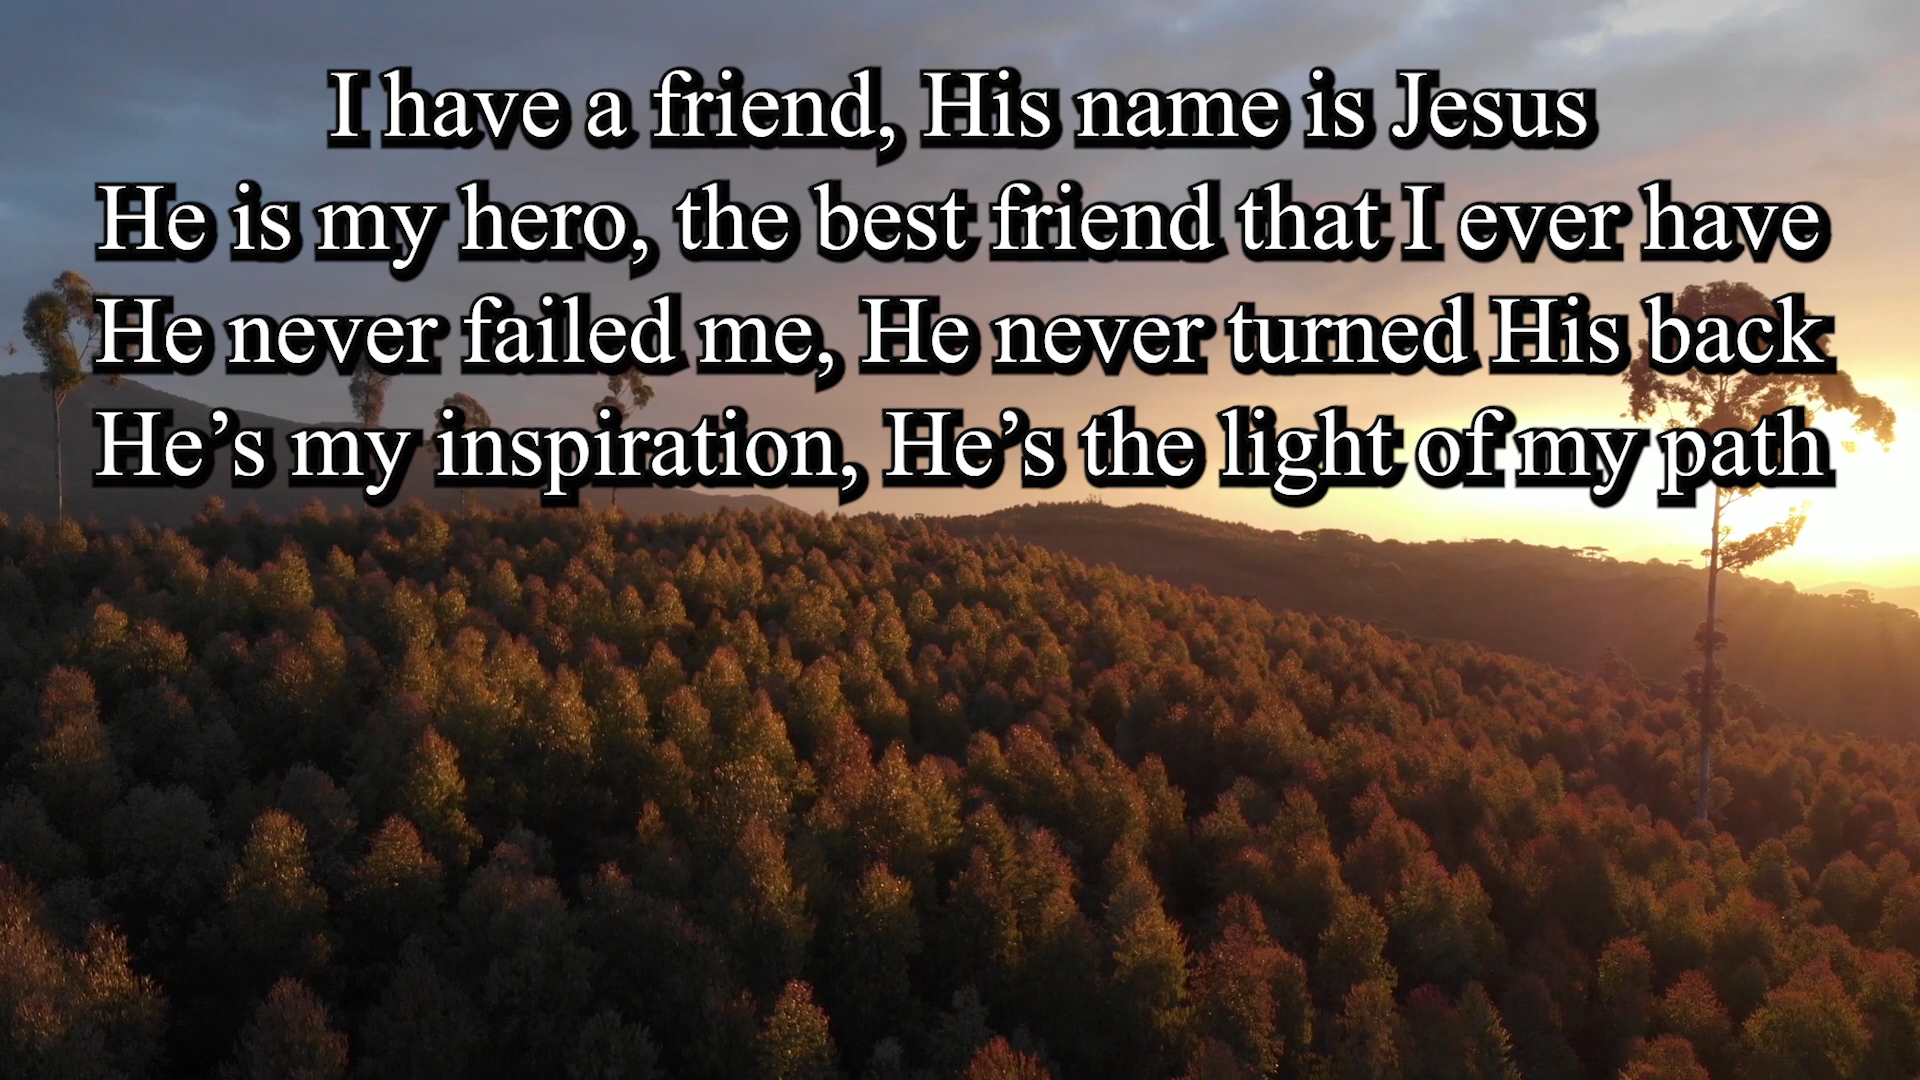 I have a friend, His name is Jesus
He is my hero, the best friend that I ever have
He never failed me, He never turned His back
He’s my inspiration, He’s the light of my path